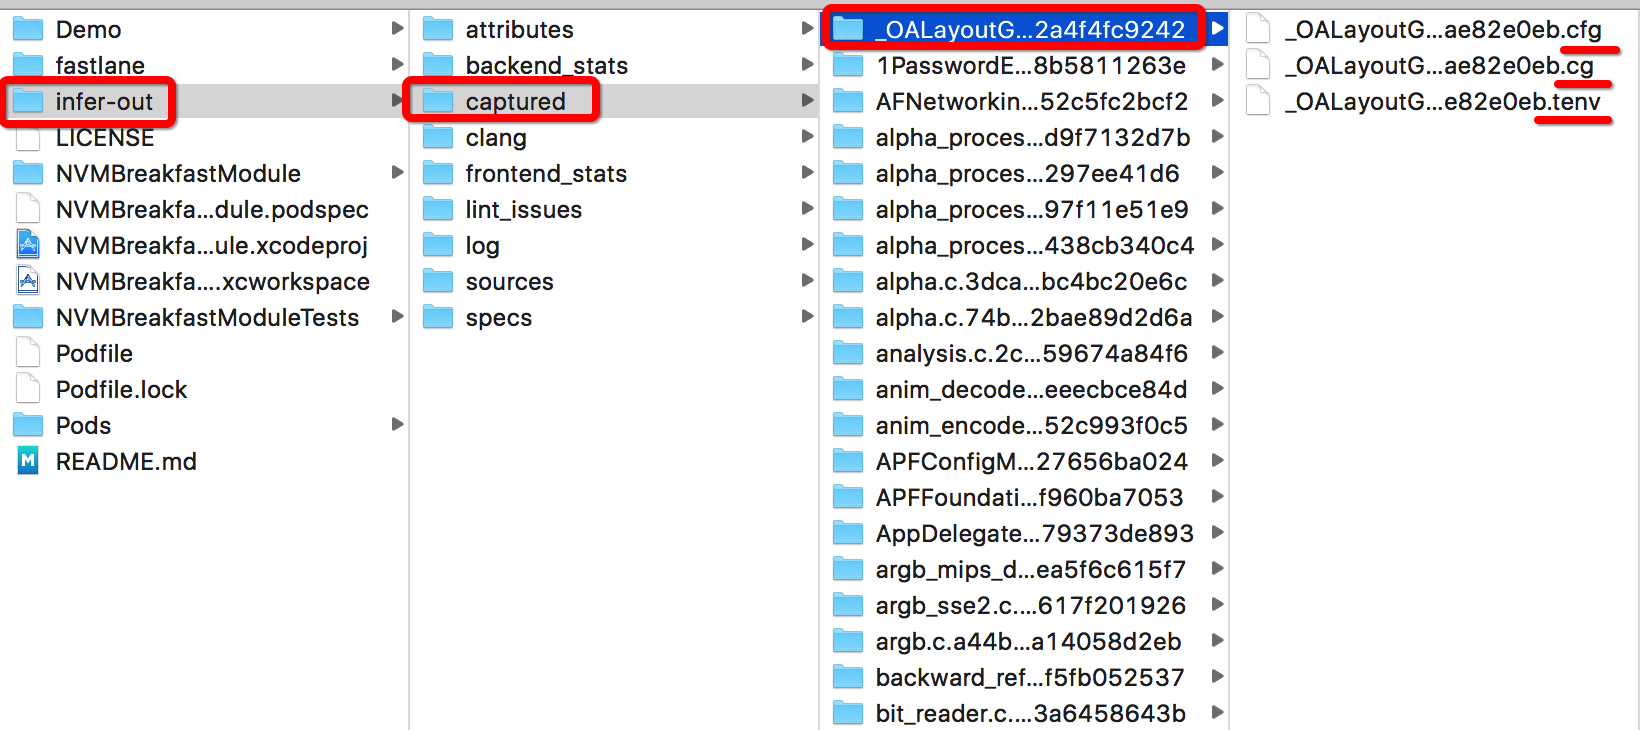 Demo
fastlane
infer-out
LICENSE
NVMBreakfastModule
NVMBreakfa...dule.podspec
NVMBreakfa...ule.xcodeproj
NVMBreakfa....xcworkspace
NVMBreakfastModuleTests
Podfile
Podfile.lock
Pods
README.md
attributes
backend_stats
captured
clang
frontend_stats
lint_issues
log
sources
specs
_OALayoutG...2a4f4fc9242
1PasswordE...8b5811263e
AFNetworkin...52c5fc2bcf2
alpha_proces...d9f7132d7b
alpha_proces...297ee41d6
alpha_proces...97f11e51e9
alpha_proces...438cb340c4
alpha.c.3dca...bc4bc20e6c
alpha.c.74b...2bae89d2d6a
analysis.c.2c...59674a84f6
anim_decode...eeecbce84d
anim_encode...52c993f0c5
APFConfigM...27656ba024
APFFoundati...f960ba7053
AppDelegate...79373de893
argb_mips_d...ea5f6c615f7
argb_sse2.c....617f201926
argb.c.a44b...a14058d2eb
backward_ref...f5fb052537
bit_reader.c....3a6458643b
_OALayoutG...ae82e0eb.cfg
_OALayoutG...ae82e0eb.cg
_OALayoutG...e82e0eb.tenv
M